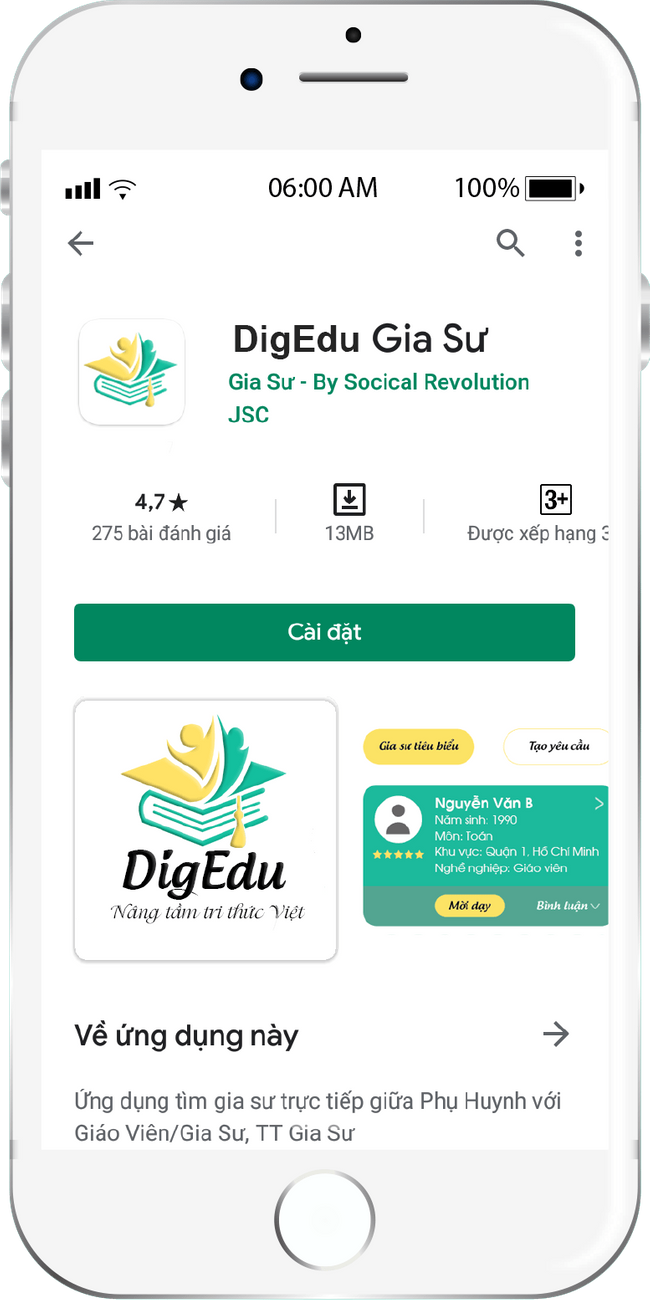 06:00 AM
100%
DigEdu Gia Sư
Gia Sư - By Socical Revolution
JSC
4,7★
275 bài đánh giá
13MB
3+
Được xếp hạng 3
Cài đặt
DigEdu
Nâng tầm tri thức Việt
Gia sư tiêu biểu
Tạo yêu cầu
Nguyễn Văn B
Năm sinh: 1990
Môn: Toán
Khu vực: Quận 1, Hồ Chí Minh
Nghề nghiệp: Giáo viên
Mời dạy
Bình luận
Về ứng dụng này
Ứng dụng tìm gia sư trực tiếp giữa Phụ Huynh với
Giáo Viên/Gia Sư, TT Gia Sư